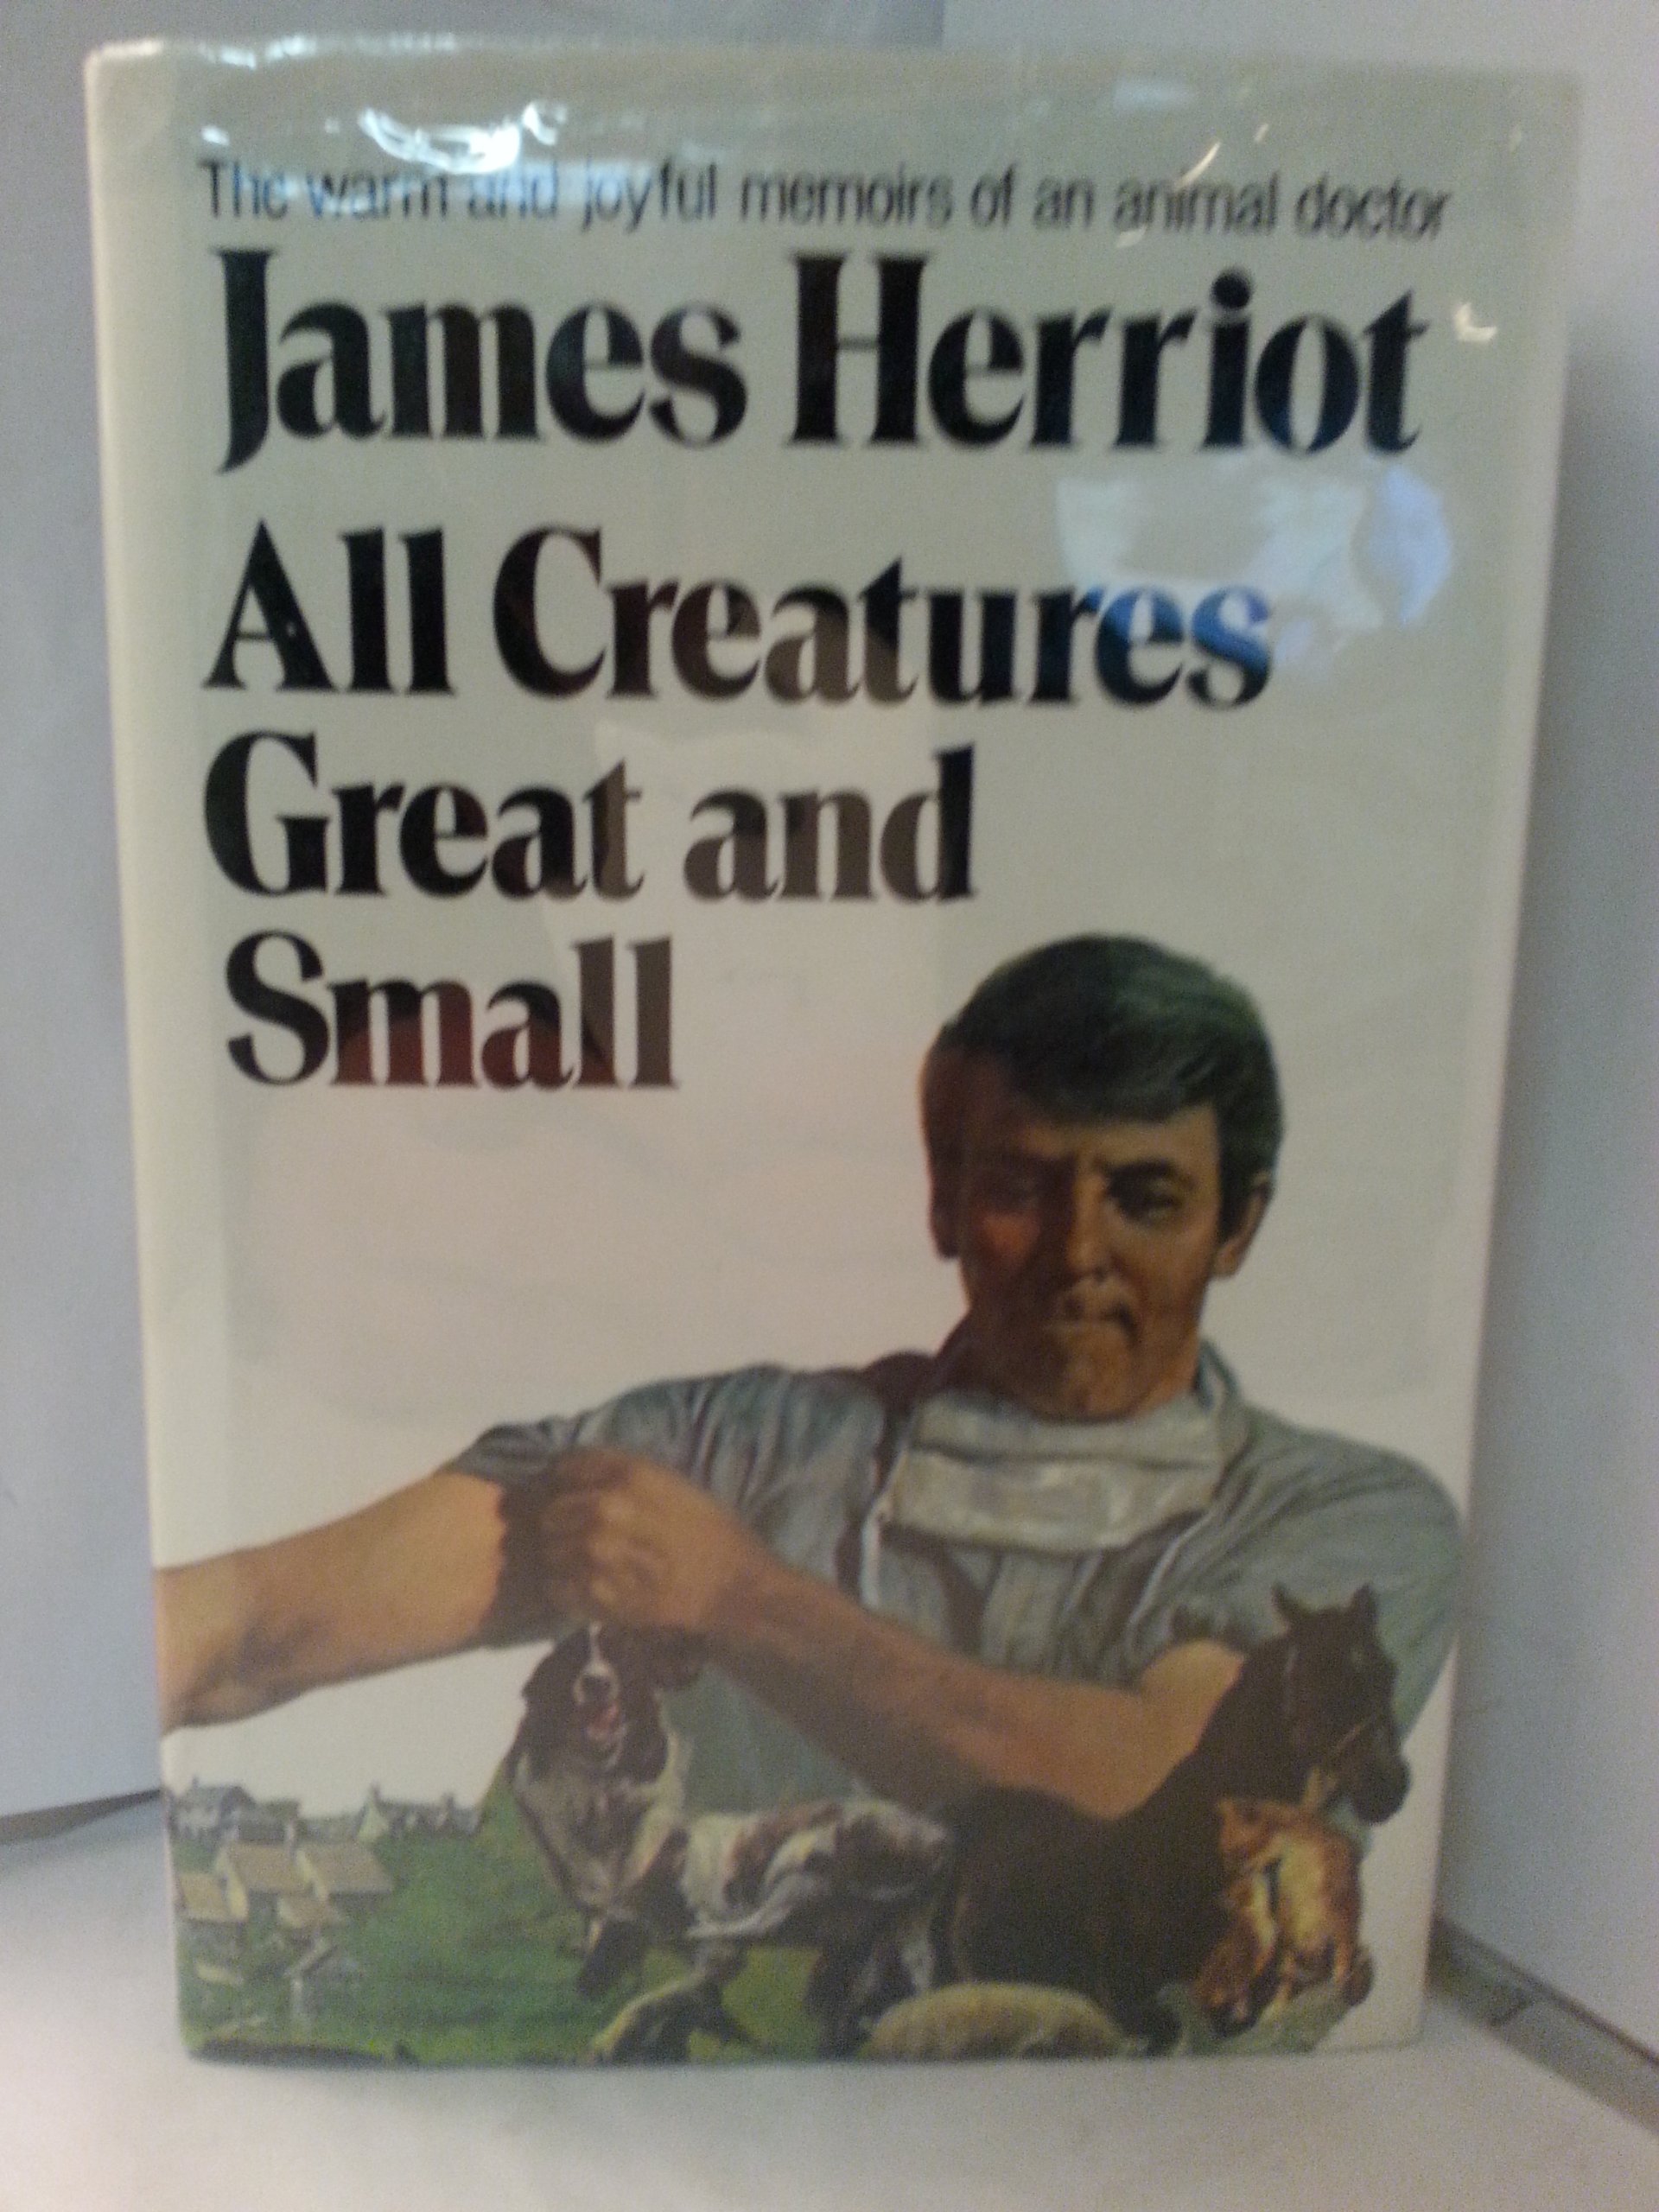 The warm and joyful memoirs of an animal doctor
James Herriot
All Creatures
Great and
Small